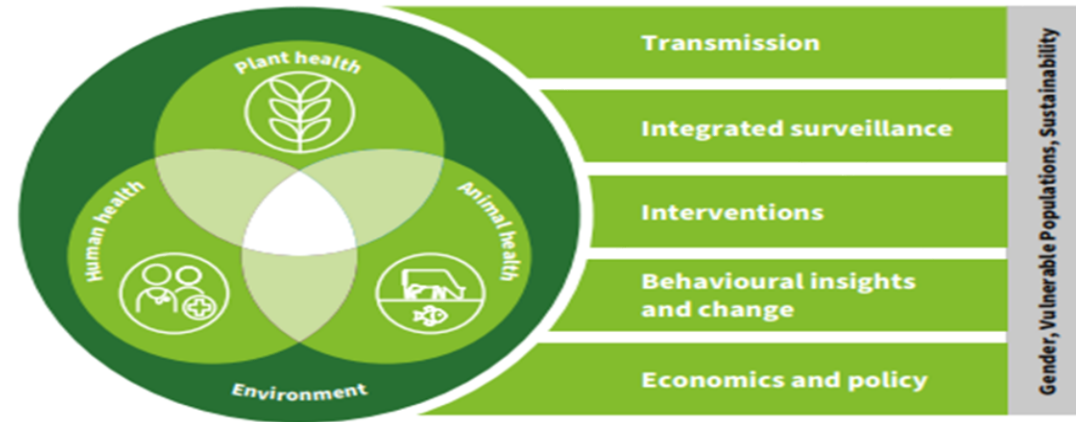 Plant health
Human health
Animal health
Environment
Transmission
Integrated surveillance
Interventions
Behavioural insights
and change
Economics and policy
Gender, Vulnerable Populations, Sustainability